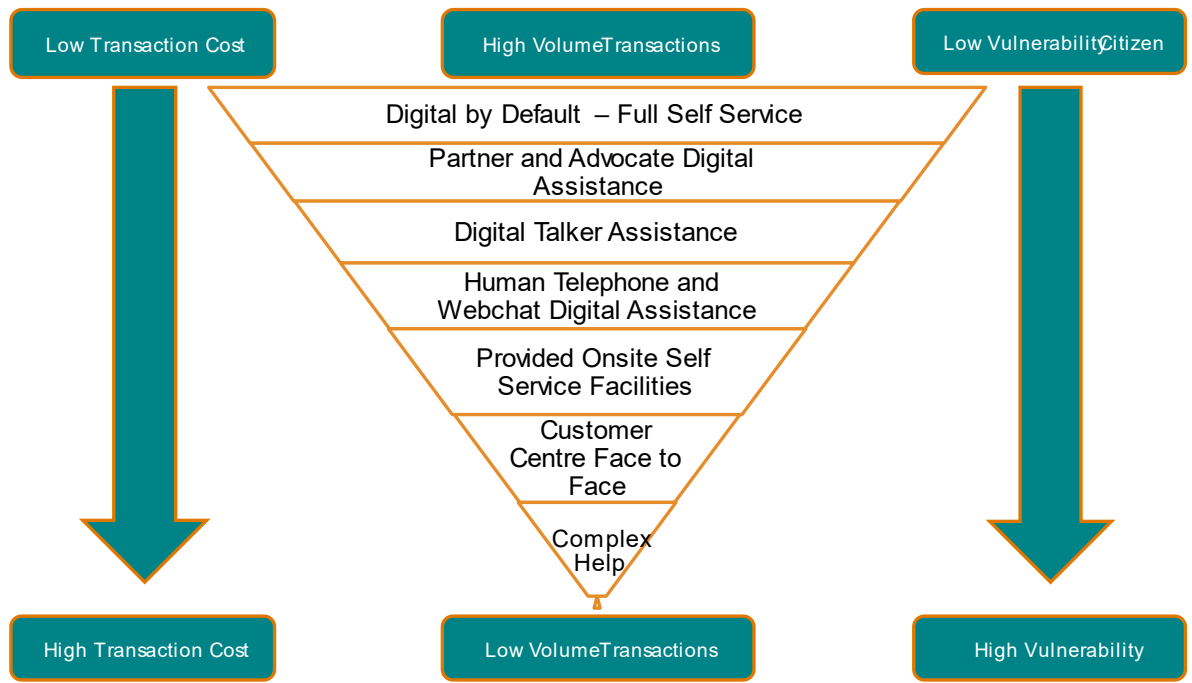 Low Transaction Cost
High VolumeTransactions
Low VulnerabilityCitizen
Digital by Default – Full Self Service
Partner and Advocate Digital
Assistance
Digital Talker Assistance
Human Telephone and
Webchat Digital Assistance
Provided Onsite Self
Service Facilities
Customer
Centre Face to
Face
Complex
Help
High Transaction Cost
Low VolumeTransactions
High Vulnerability